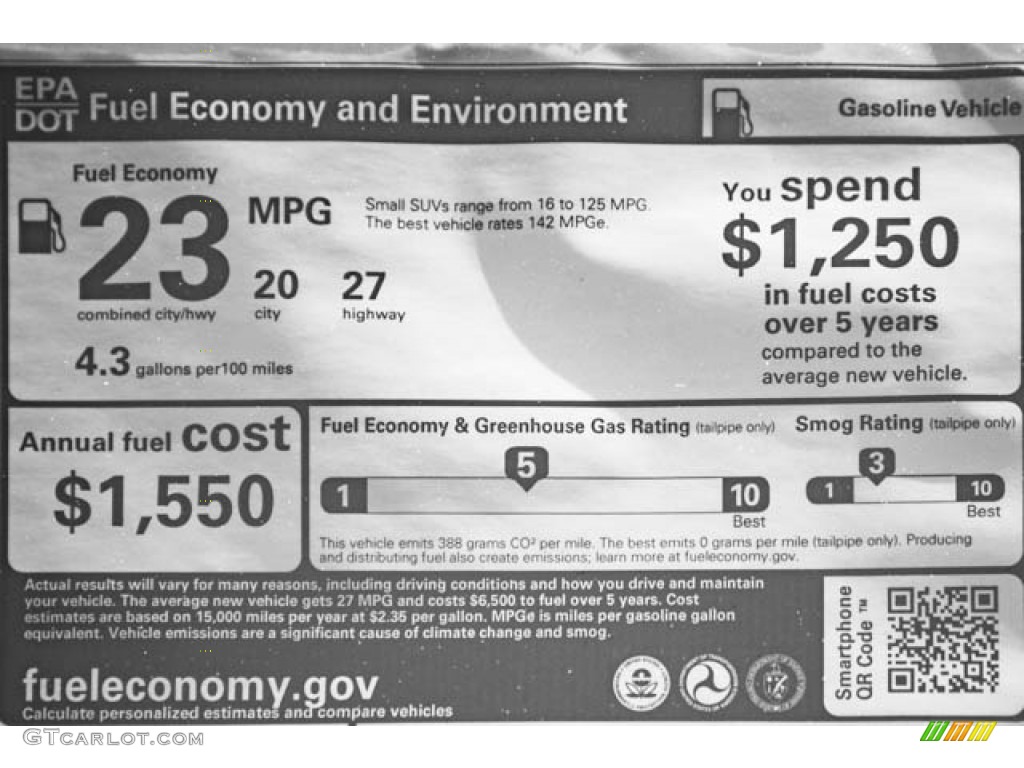 EPA
DOT
Fuel Economy and Environment
Gasoline Vehicle
Fuel Economy
23
MPG
combined city/hwy
20
city
27
highway
4.3 gallons per100 miles
Small SUVs range from 16 to 125 MPG.
The best vehicle rates 142 MPGe.
You spend
$1,250
in fuel costs
over 5 years
compared to the
average new vehicle.
Annual fuel cost
$1,550
Fuel Economy & Greenhouse Gas Rating (tailpipe only)
5
1
10
Best
Smog Rating (tailpipe only)
3
1
10
Best
This vehicle emits 388 grams CO² per mile. The best emits 0 grams per mile (tailpipe only). Producing
and distributing fuel also create emissions; learn more at fueleconomy.gov.
Actual results will vary for many reasons, including driving conditions and how you drive and maintain
your vehicle. The average new vehicle gets 27 MPG and costs $6,500 to fuel over 5 years. Cost
estimates are based on 15,000 miles per year at $2.35 per gallon. MPGe is miles per gasoline gallon
equivalent. Vehicle emissions are a significant cause of climate change and smog.
fueleconomy.gov
Calculate personalized estimates and compare vehicles
Smartphone
QR Code ™
GTCARLOT.COM